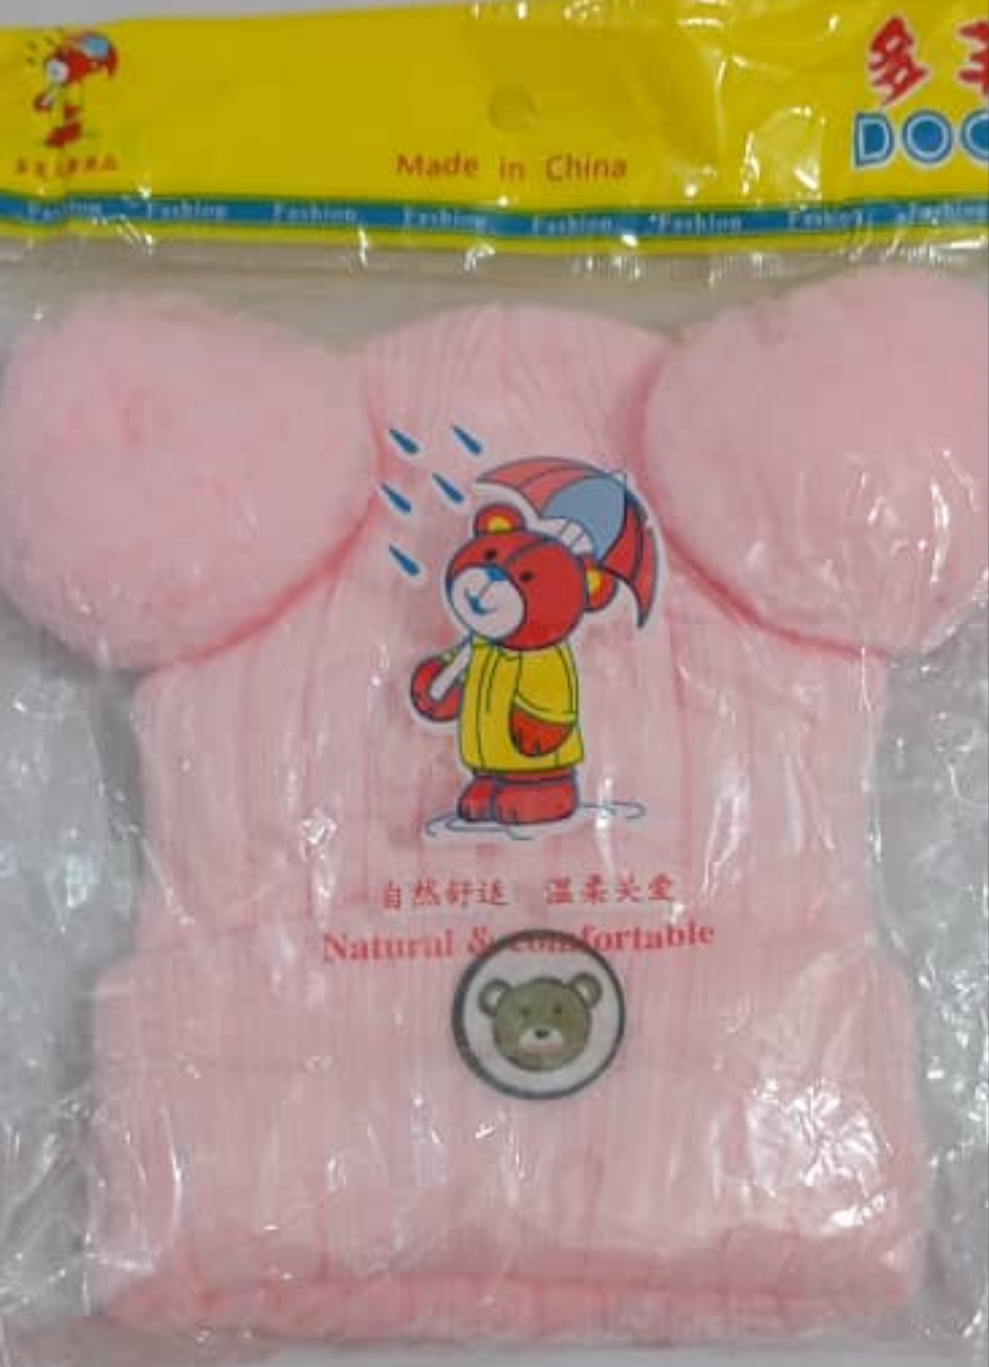 多
DOO
Made in China
Fashion Fashion Fashion Fashion Fashion Fashion Fashion Fashion
自然舒适 温柔关爱
Natural & comfortable